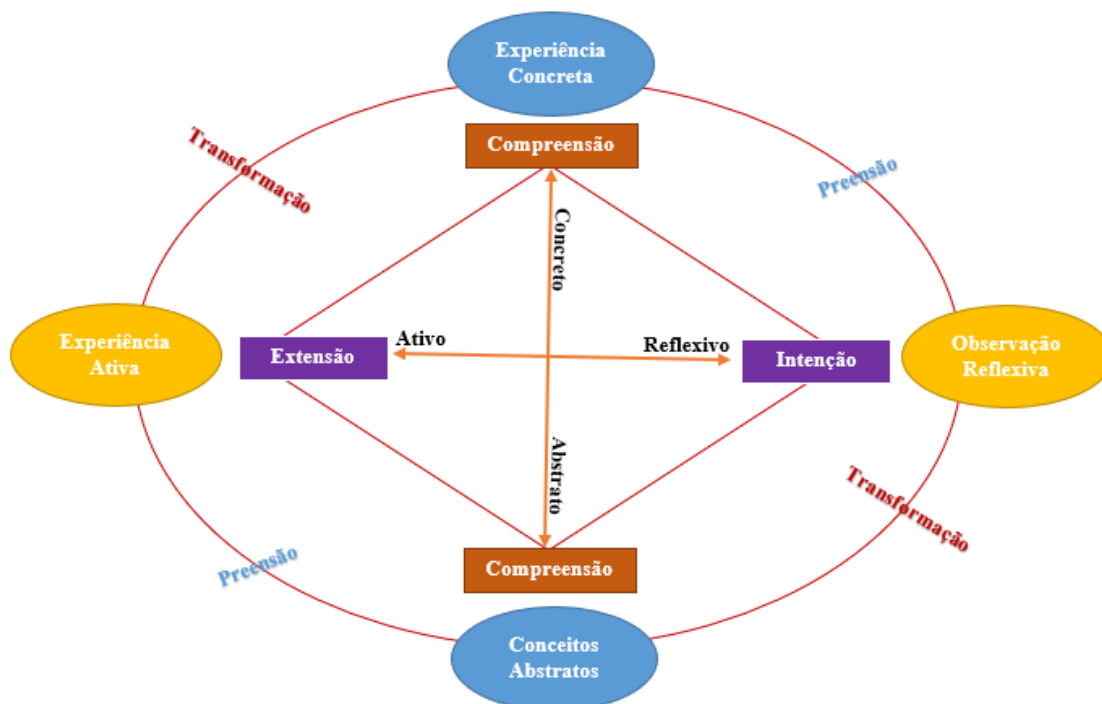 Experiência
Concreta
Compreensão
Transformação
Preensão
Concreto
Experiência
Ativa
Extensão
Ativo
Reflexivo
Intenção
Observação
Reflexiva
Abstrato
Transformação
Preensão
Compreensão
Conceitos
Abstratos